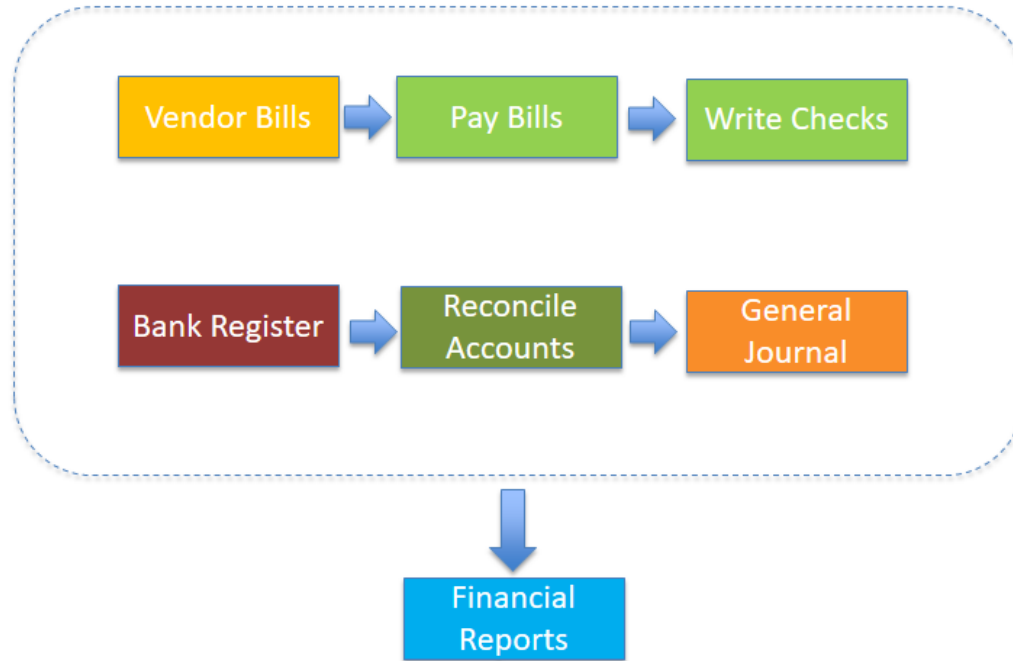 Vendor Bills
Pay Bills
Write Checks
Bank Register
Reconcile
Accounts
General
Journal
Financial
Reports